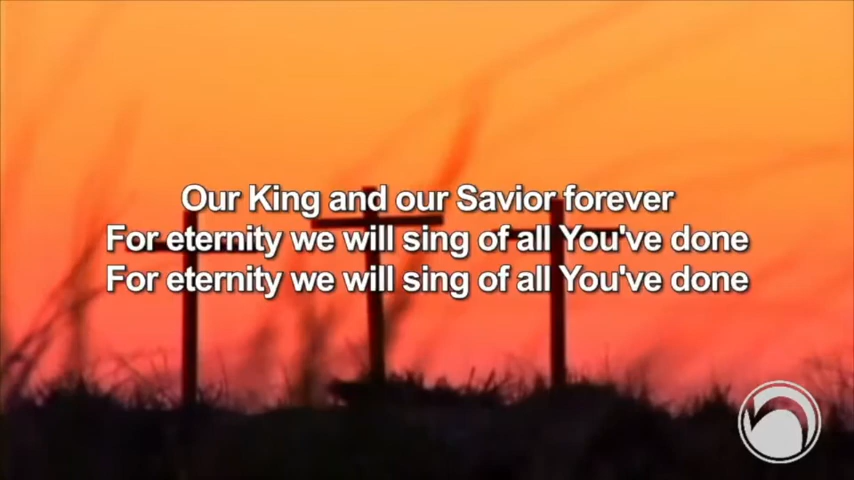 Our King and our Savior forever
For eternity we will sing of all You've done
For eternity we will sing of all You've done